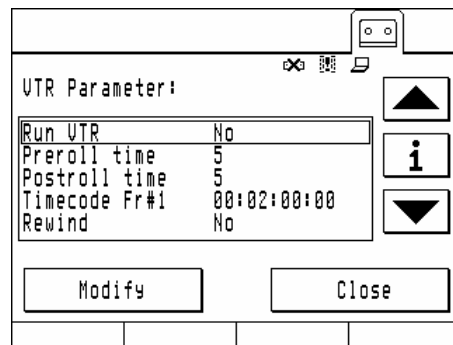 VTR Parameter:
Run VTR No
Preroll time 5
Postroll time 5
Timecode Fr#1 00:02:00:00
Rewind No
i
Modify Close